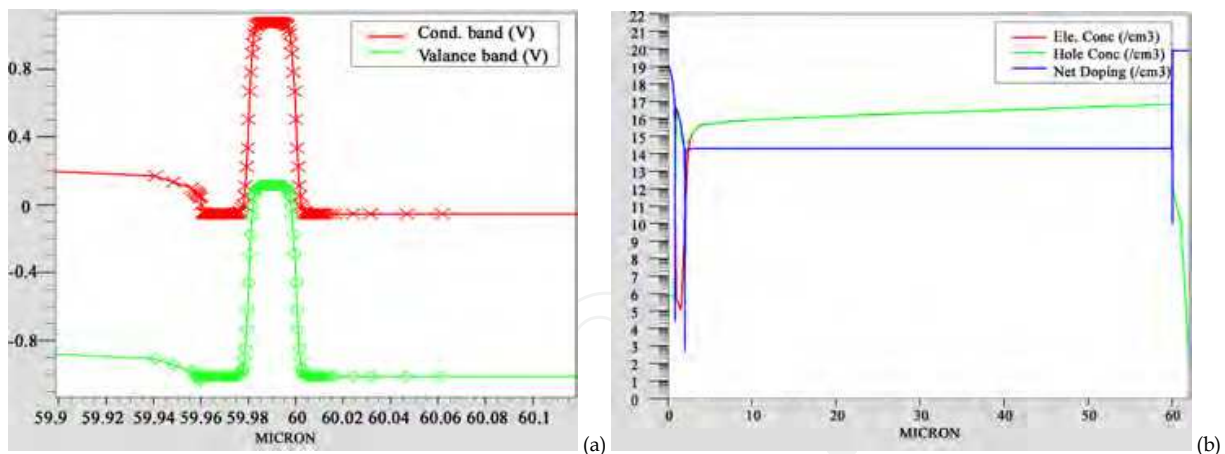 Cond. band (V)
Valance band (V)
0.8
0.4
0
-0.4
-0.8
59.9 59.92 59.94 59.96 59.98 60 60.02 60.04 60.06 60.08 60.1
MICRON
(a)
Ele. Conc (/cm3)
Hole Conc (/cm3)
Net Doping (/cm3)
22
21
20
19
18
17
16
15
14
13
12
11
10
9
8
7
6
5
4
3
2
1
0
0 10 20 30 40 50 60
MICRON
(b)